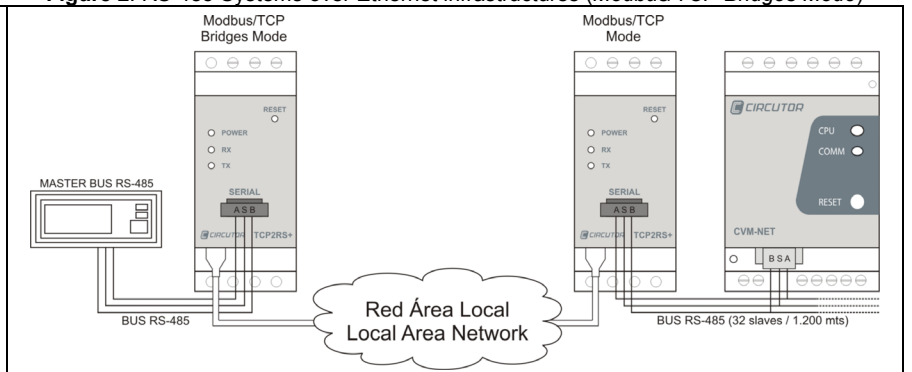 Figure 2. RS-485 Systems over Ethernet infrastructures (Modbus TCP Bridges Mode)
Modbus/TCP
Bridges Mode
RESET
POWER
RX
TX
SERIAL
A S B
CIRCUTOR TCP2RS+
MASTER BUS RS-485
BUS RS-485
Red Área Local
Local Area Network
Modbus/TCP
Mode
RESET
POWER
RX
TX
SERIAL
A S B
CIRCUTOR TCP2RS+
CIRCUTOR
CPU
COMM
RESET
CVM-NET
B S A
BUS RS-485 (32 slaves / 1.200 mts)